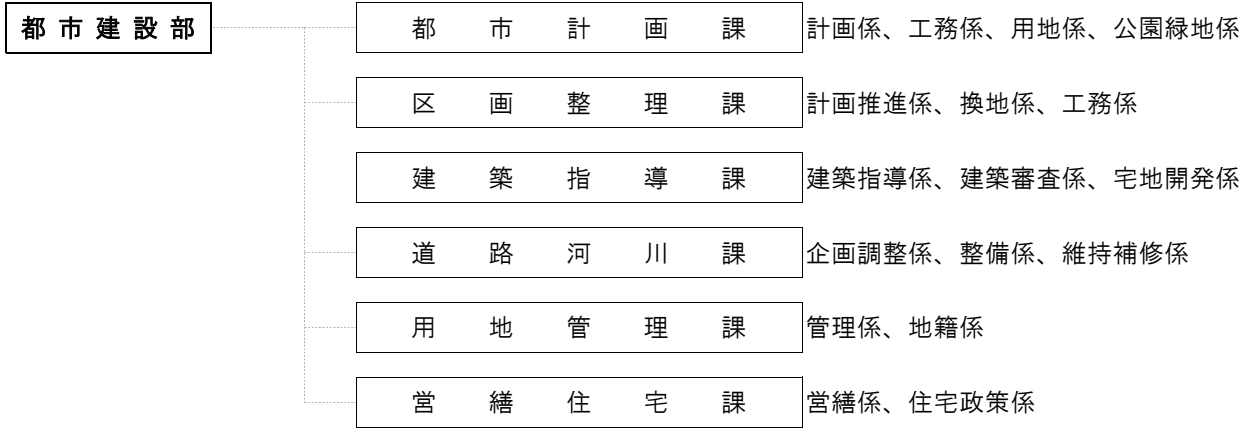 都市建設部
都市計画課 計画係、工務係、用地係、公園緑地係
区画整理課 計画推進係、換地係、工務係
建築指導課 建築指導係、建築審査係、宅地開発係
道路河川課 企画調整係、整備係、維持補修係
用地管理課 管理係、地籍係
営繕住宅課 営繕係、住宅政策係